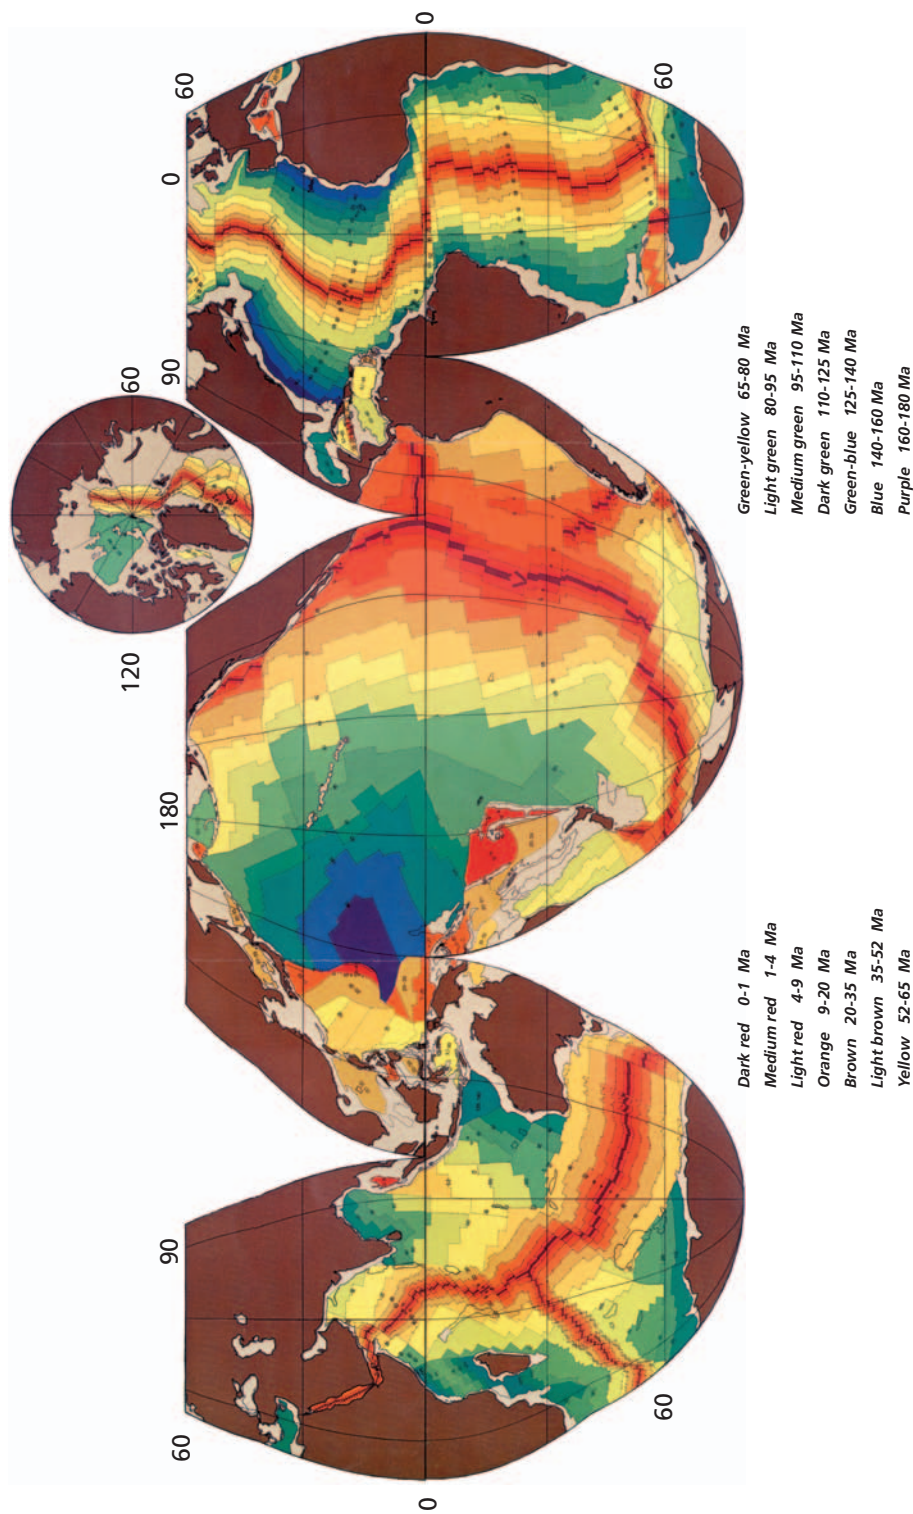 120
60
60
90
180
90
0
60
0
0
60
60
Dark red 0-1 Ma
Medium red 1-4 Ma
Light red 4-9 Ma
Orange 9-20 Ma
Brown 20-35 Ma
Light brown 35-52 Ma
Yellow 52-65 Ma
Green-yellow 65-80 Ma
Light green 80-95 Ma
Medium green 95-110 Ma
Dark green 110-125 Ma
Green-blue 125-140 Ma
Blue 140-160 Ma
Purple 160-180 Ma